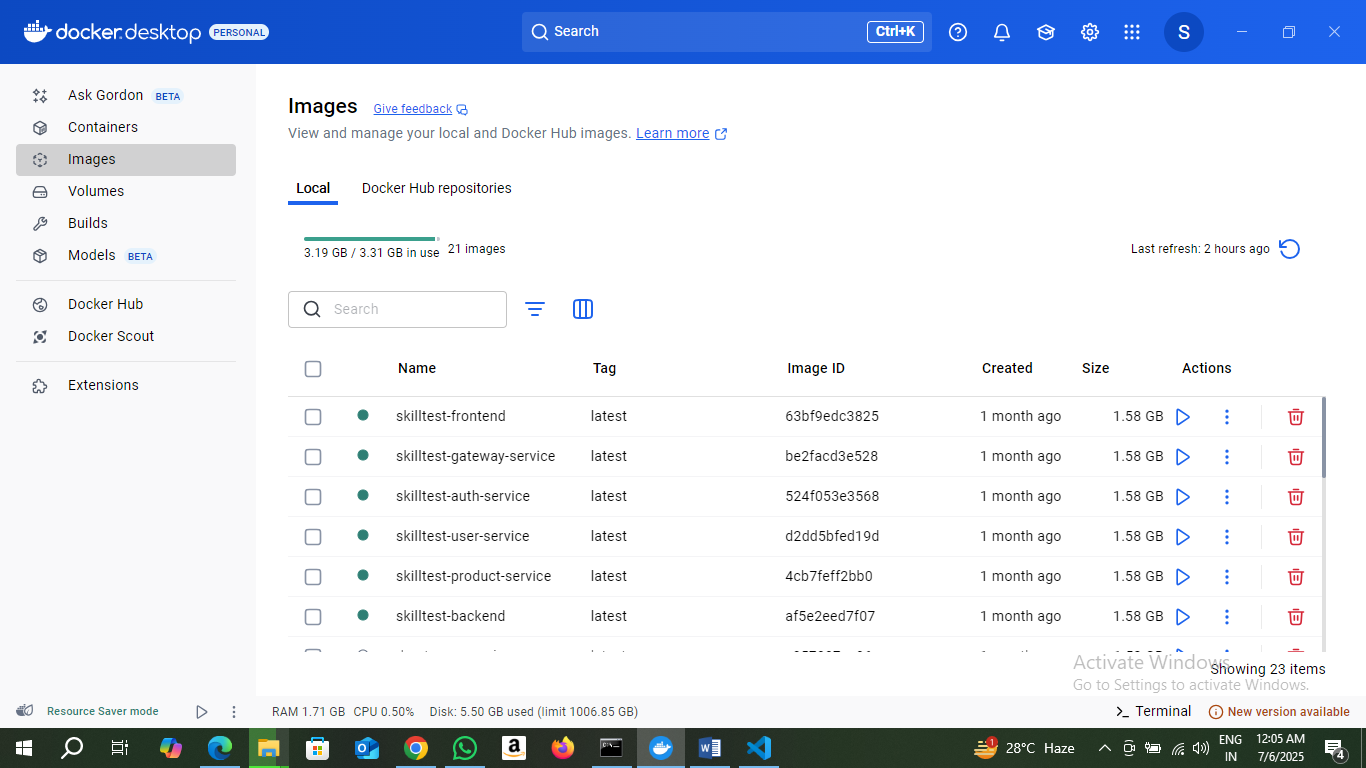 docker.desktop PERSONAL Search Ctrl+K S
Ask Gordon BETA
Containers
Images
Volumes
Builds
Models BETA
Docker Hub
Docker Scout
Extensions
Images Give feedback
View and manage your local and Docker Hub images. Learn more
Local Docker Hub repositories
3.19 GB / 3.31 GB in use 21 images Last refresh: 2 hours ago
Search
Name Tag Image ID Created Size Actions
skilltest-frontend latest 63bf9edc3825 1 month ago 1.58 GB
skilltest-gateway-service latest be2facd3e528 1 month ago 1.58 GB
skilltest-auth-service latest 524f053e3568 1 month ago 1.58 GB
skilltest-user-service latest d2dd5bfed19d 1 month ago 1.58 GB
skilltest-product-service latest 4cb7feff2bb0 1 month ago 1.58 GB
skilltest-backend latest af5e2eed7f07 1 month ago 1.58 GB
Showing 23 items
Activate Windows
Go to Settings to activate Windows.
Resource Saver mode RAM 1.71 GB CPU 0.50% Disk: 5.50 GB used (limit 1006.85 GB) Terminal New version available
1 28°C Haze ENG IN 12:05 AM 7/6/2025 4